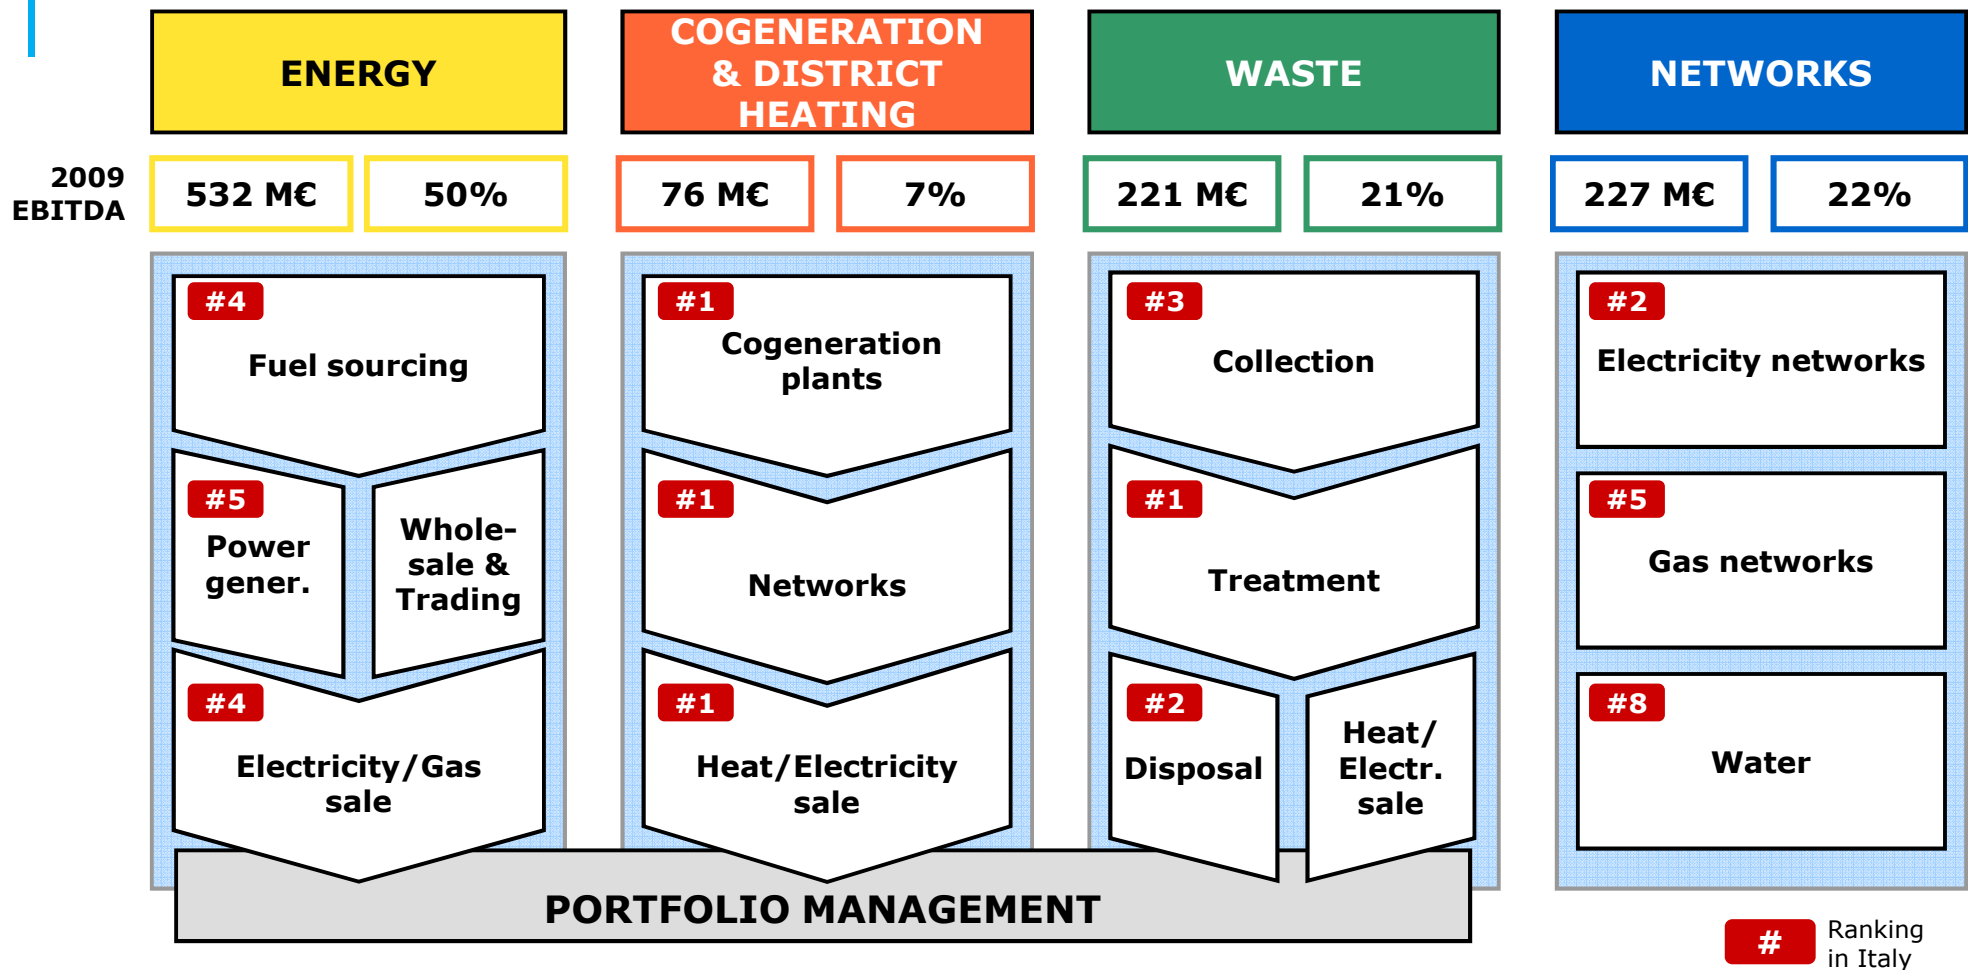 ENERGY
COGENERATION
& DISTRICT
HEATING
WASTE
NETWORKS
2009
EBITDA
532 M€
50%
76 M€
7%
221 M€
21%
227 M€
22%
#4
Fuel sourcing
#5
Power
gener.
Whole-
sale &
Trading
#4
Electricity/Gas
sale
#1
Cogeneration
plants
#1
Networks
#1
Heat/Electricity
sale
#3
Collection
#1
Treatment
#2
Disposal
Heat/
Electr.
sale
#2
Electricity networks
#5
Gas networks
#8
Water
PORTFOLIO MANAGEMENT
#
Ranking
in Italy